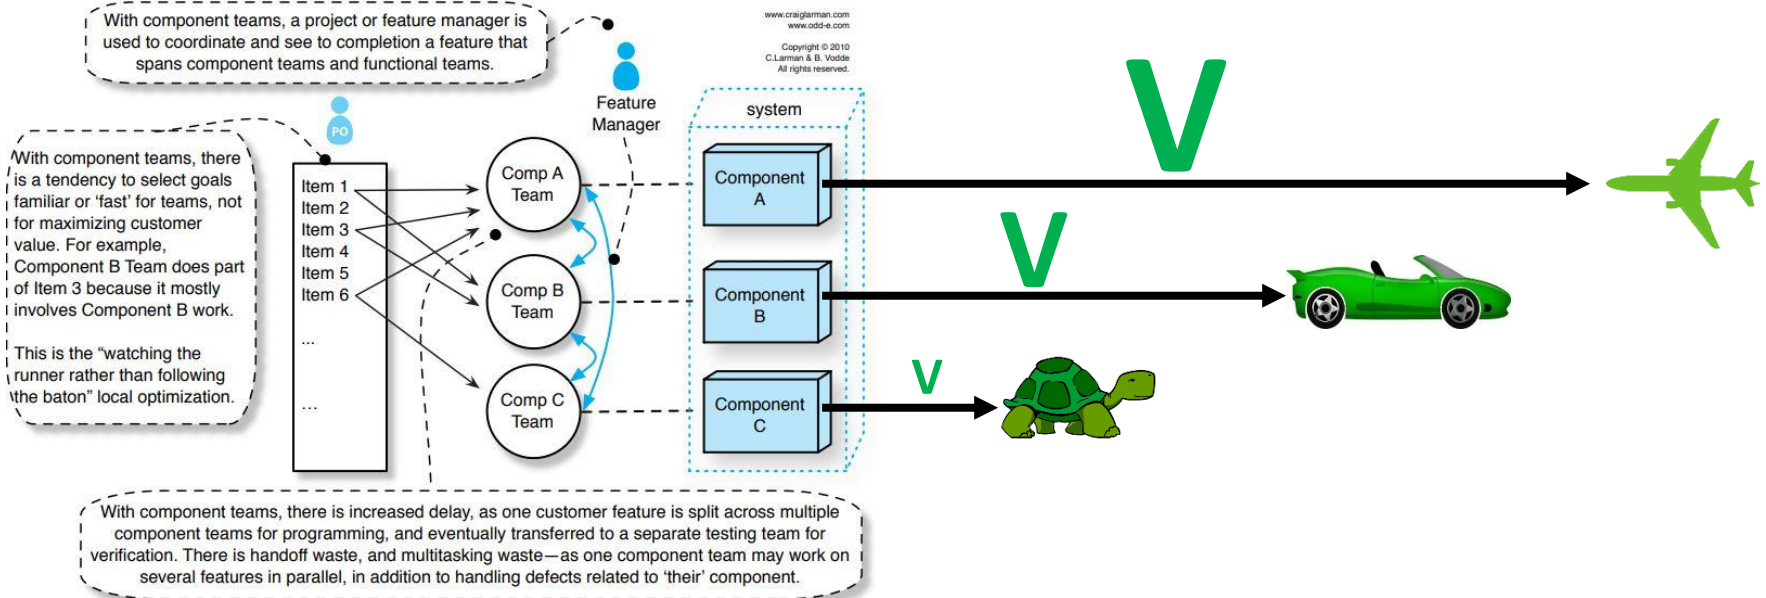 With component teams, a project or feature manager is
used to coordinate and see to completion a feature that
spans component teams and functional teams.
www.craiglarman.com
www.odd-e.com
Copyright © 2010
C.Larman & B. Vodde
All rights reserved.
PO
Feature
Manager
system
With component teams, there
is a tendency to select goals
familiar or ‘fast’ for teams, not
for maximizing customer
value. For example,
Component B Team does part
of Item 3 because it mostly
involves Component B work.
This is the “watching the
runner rather than following
the baton” local optimization.
Item 1
Item 2
Item 3
Item 4
Item 5
Item 6
...
...
Comp A
Team
Comp B
Team
Comp C
Team
Component
A
Component
B
Component
C
V
V
V
With component teams, there is increased delay, as one customer feature is split across multiple
component teams for programming, and eventually transferred to a separate testing team for
verification. There is handoff waste, and multitasking waste—as one component team may work on
several features in parallel, in addition to handling defects related to ‘their’ component.